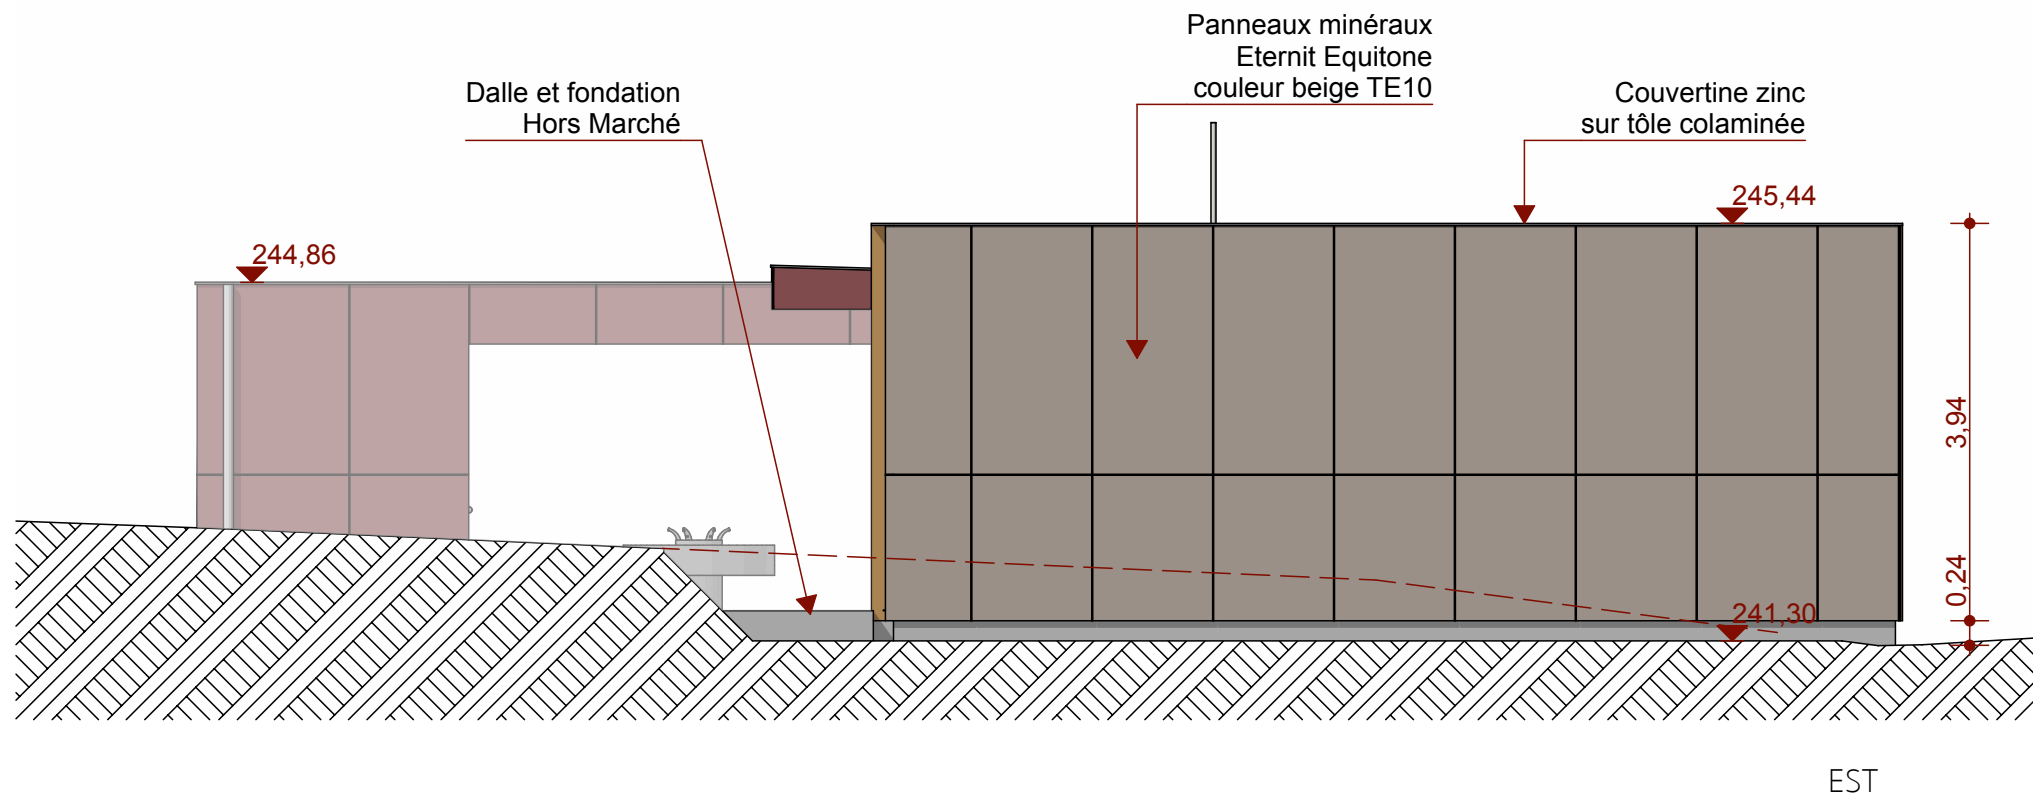 Panneaux minéraux
Eternit Equitone
couleur beige TE10
Dalle et fondation
Hors Marché
Couvertine zinc
sur tôle colaminée
245,44
244,86
3,94
0,24
241,30
EST